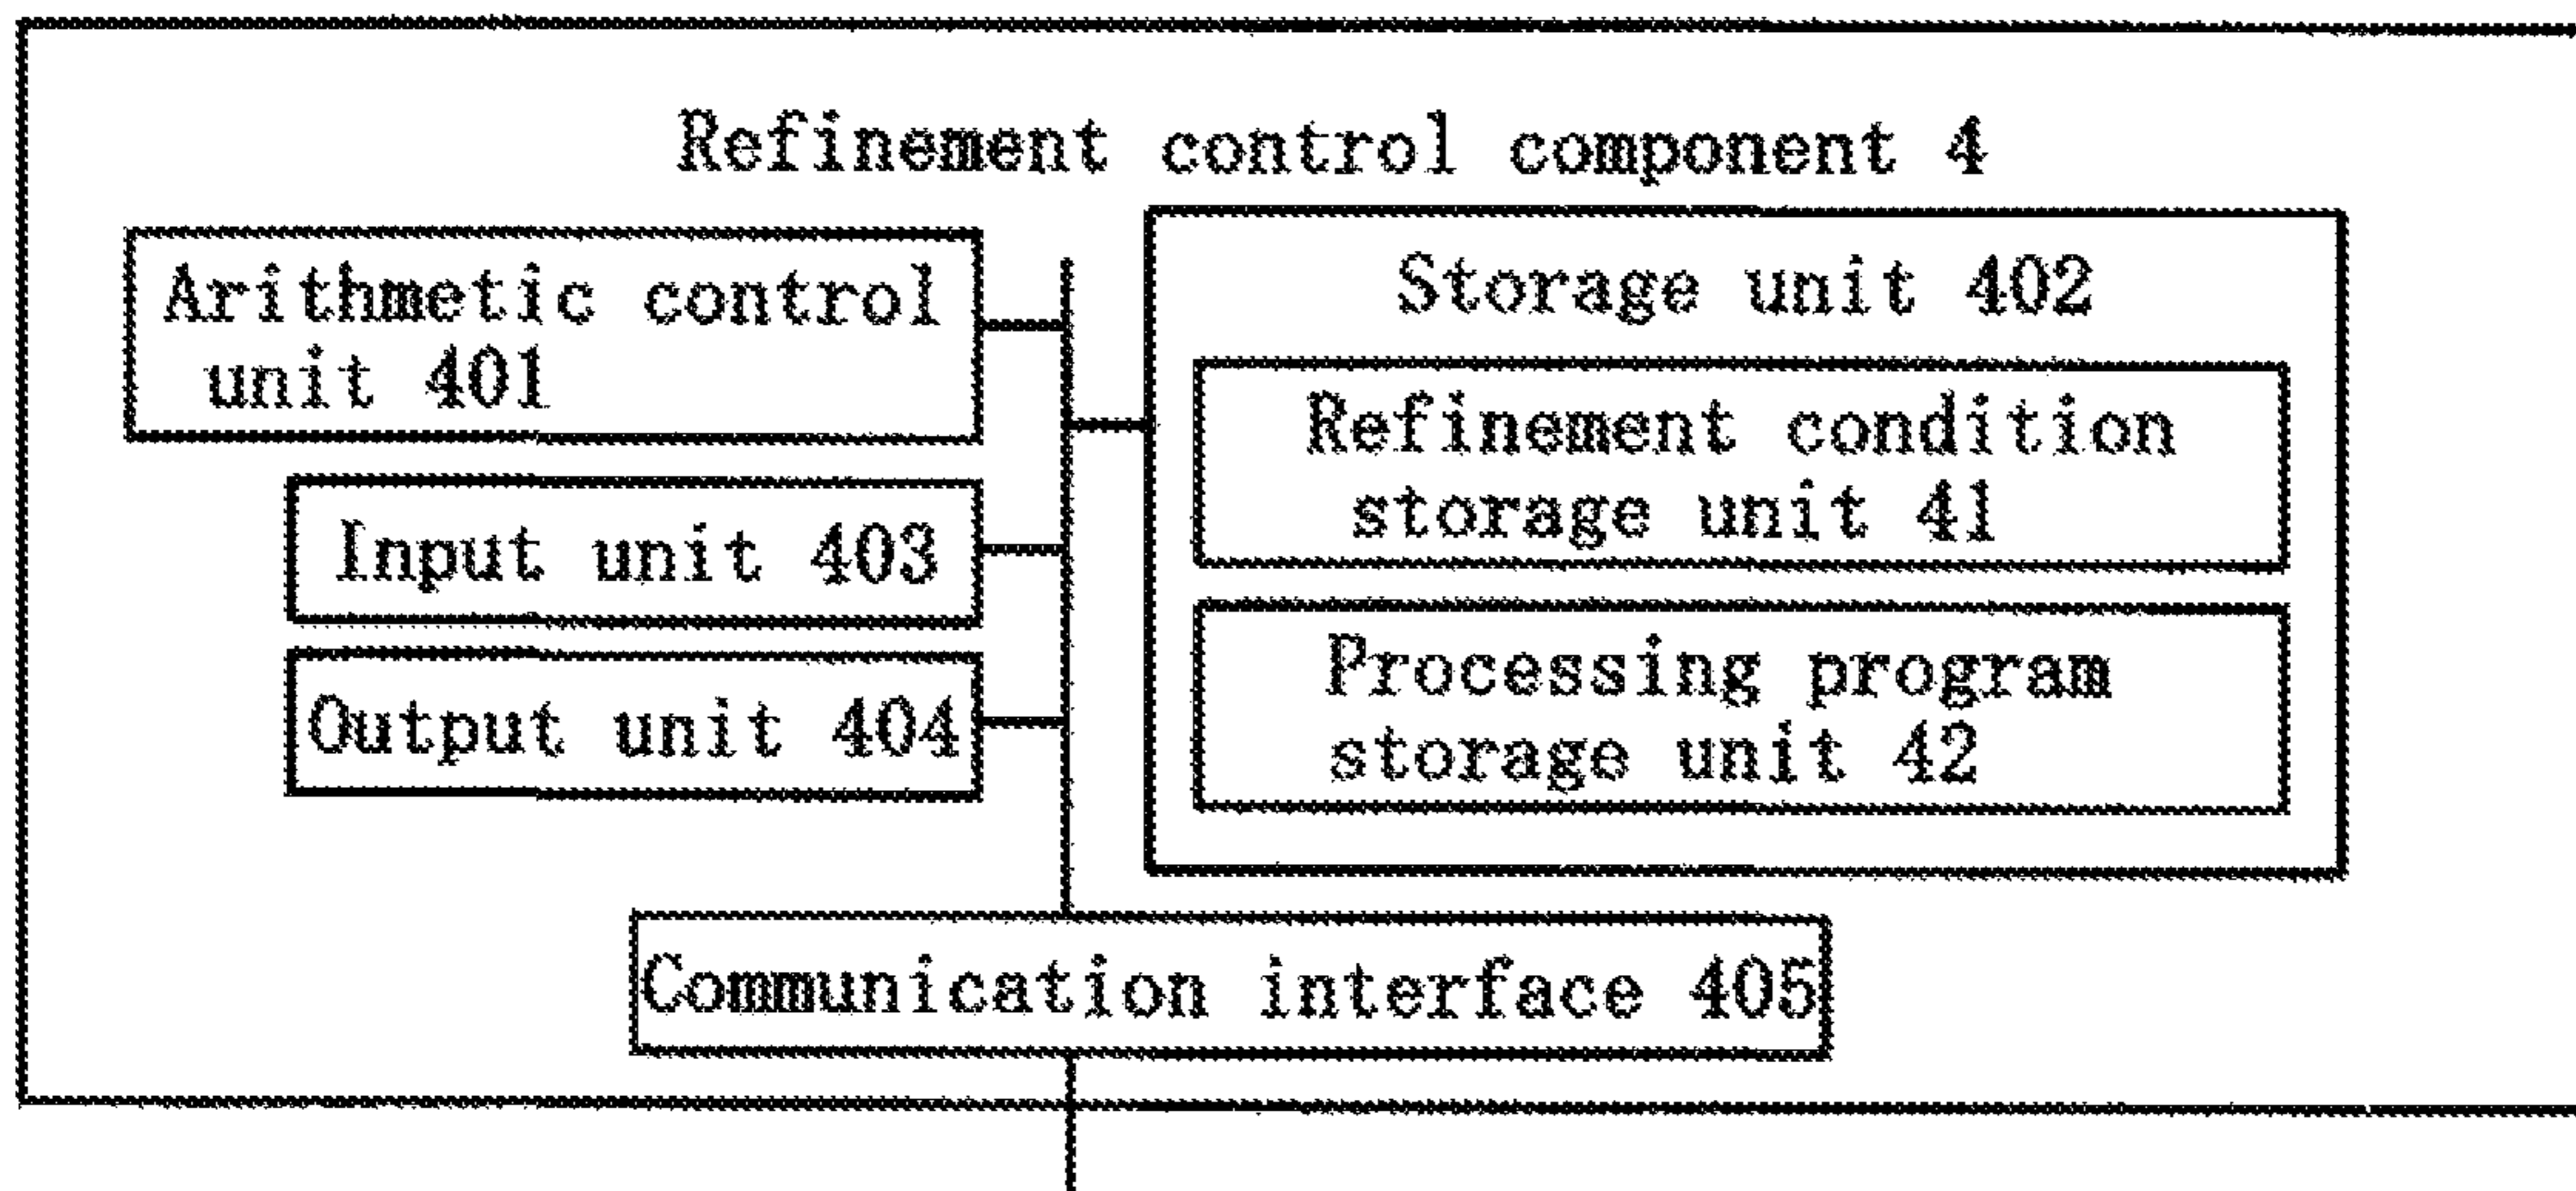 Refinement control component 4
Arithmetic control
unit 401
Input unit 403
Output unit 404
Storage unit 402
Refinement condition
storage unit 41
Processing program
storage unit 42
Communication interface 405